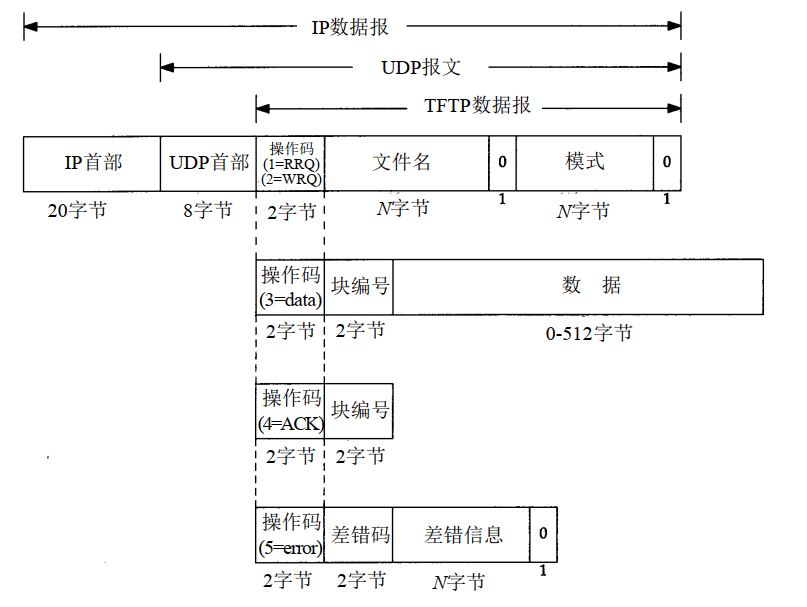 IP数据报
UDP报文
TFTP数据报
IP首部 UDP首部 操作码 (1=RRQ) (2=WRQ) 文件名 0 模式 0
20字节 8字节 2字节 N字节 1 N字节 1
操作码 (3=data) 块编号 数 据
2字节 2字节 0-512字节
操作码 (4=ACK) 块编号
2字节 2字节
操作码 (5=error) 差错码 差错信息 0
2字节 2字节 N字节 1